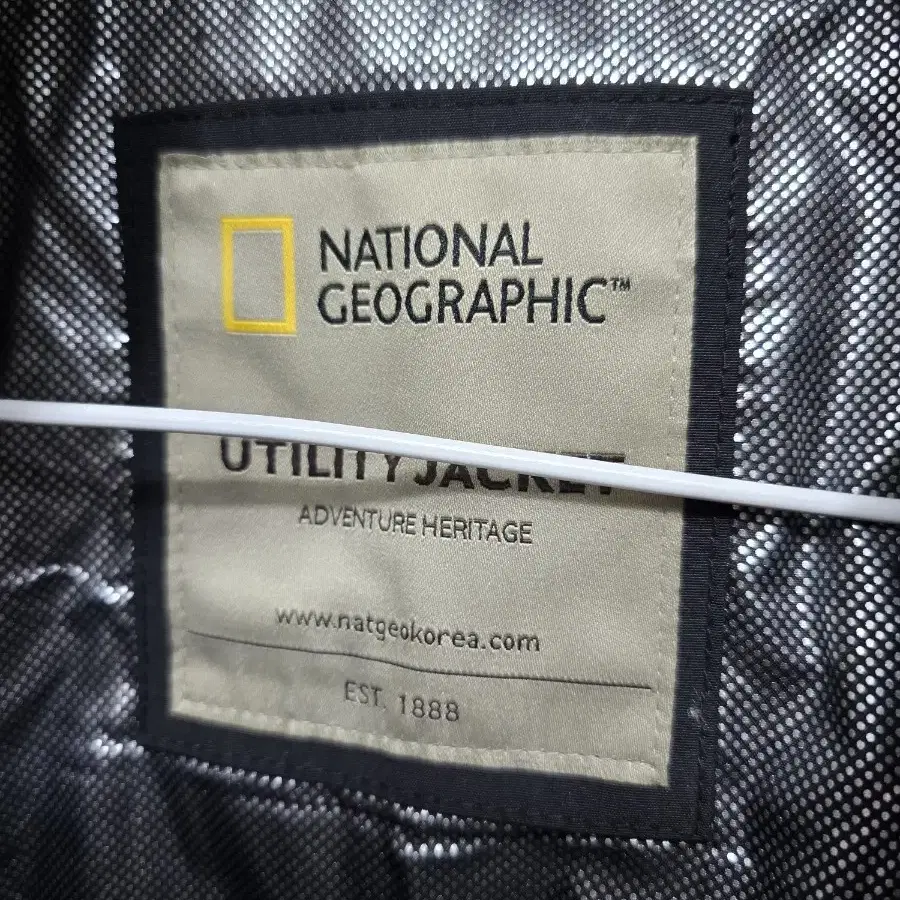 NATIONAL
GEOGRAPHIC™
UTILITY JACKET
ADVENTURE HERITAGE
www.natgeokorea.com
EST. 1888